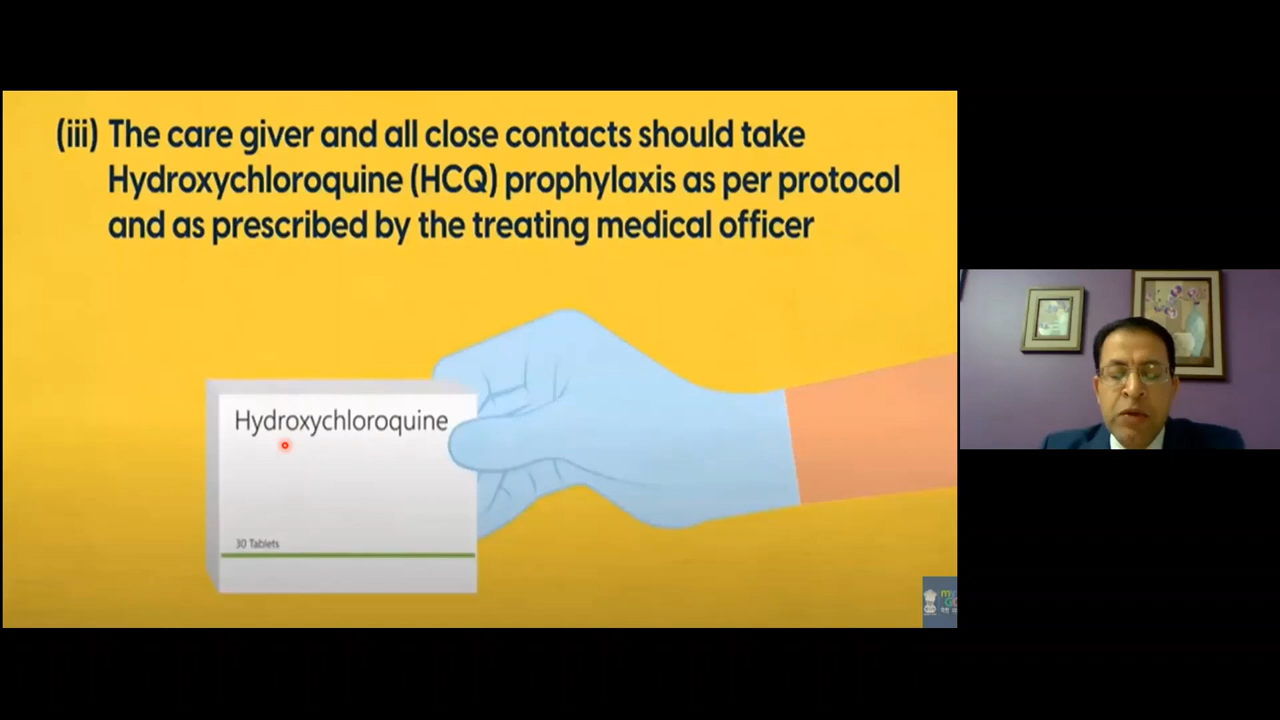 (iii) The care giver and all close contacts should take
Hydroxychloroquine (HCQ) prophylaxis as per protocol
and as prescribed by the treating medical officer
Hydroxychloroquine
30 Tablets